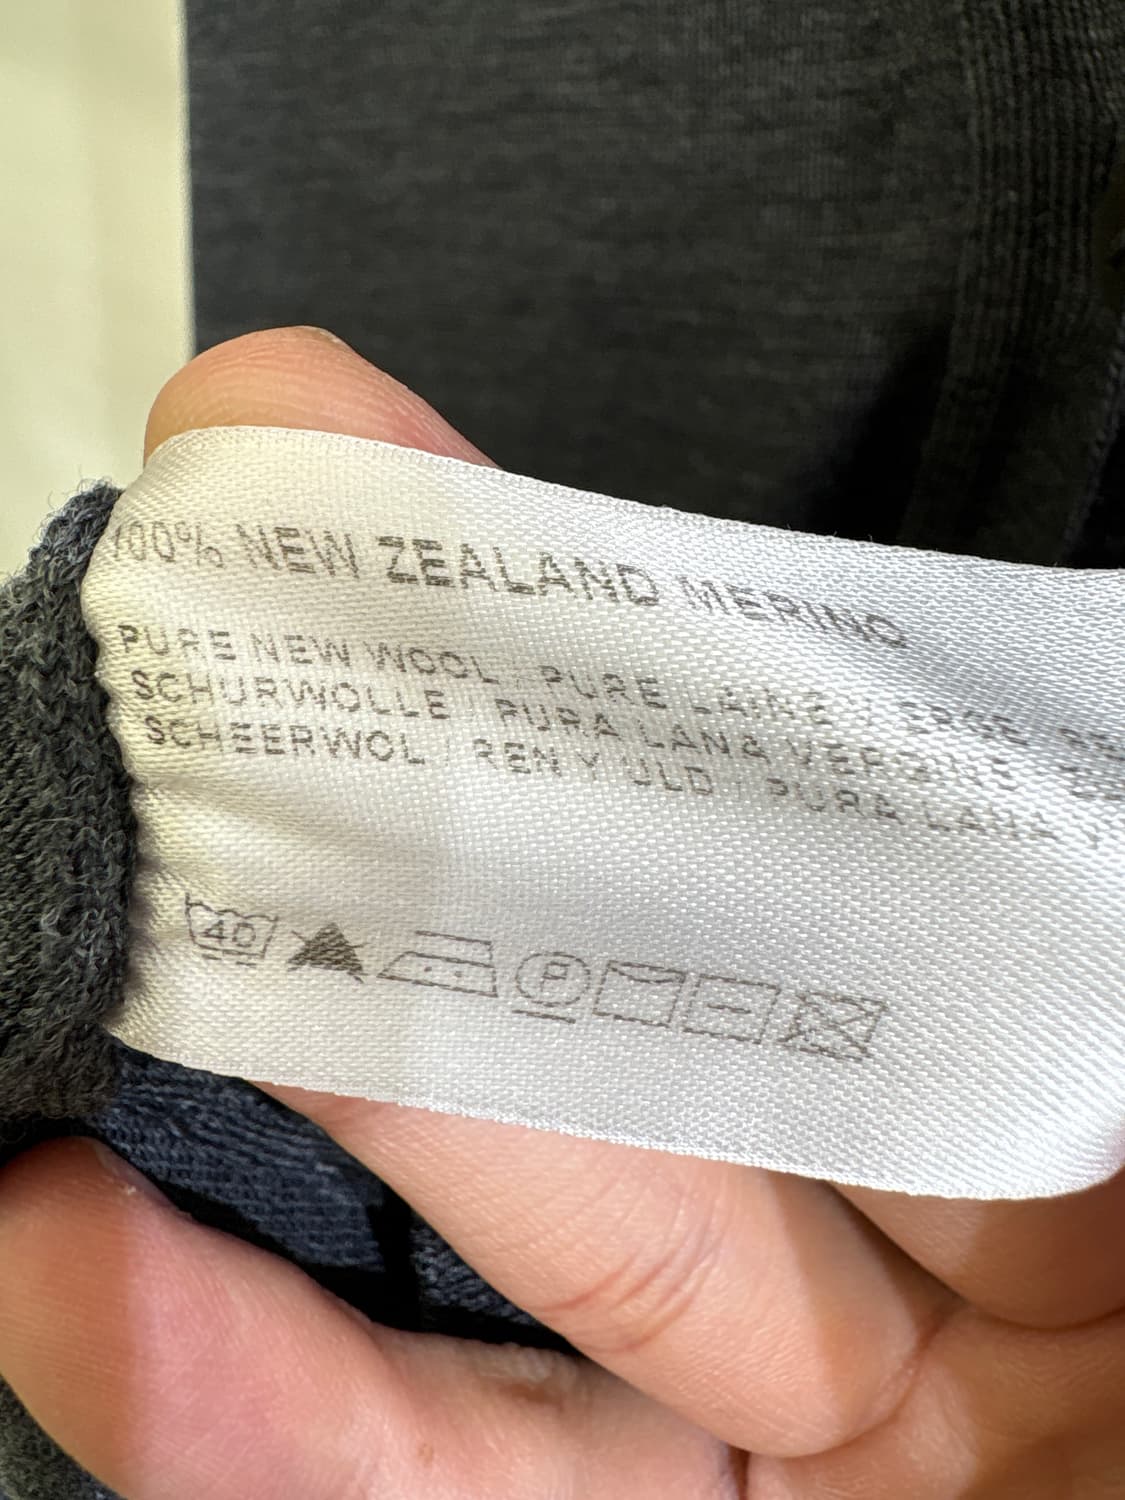 100% NEW ZEALAND MERINO
PURE NEW WOOL / PURE LAINE
SCHURWOLLE / PURA LANA VERGINE
SCHEERWOL / REN Y ULD / PURA LANA
40
P